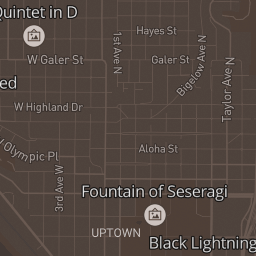 Quintet in D
Hayes St
1st Ave N
W Galer St
Galer St
Bigelow Ave N
Taylor Ave N
W Highland Dr
Olympic Pl
3rd Ave W
Aloha St
Fountain of Seseragi
UPTOWN
Black Lightning